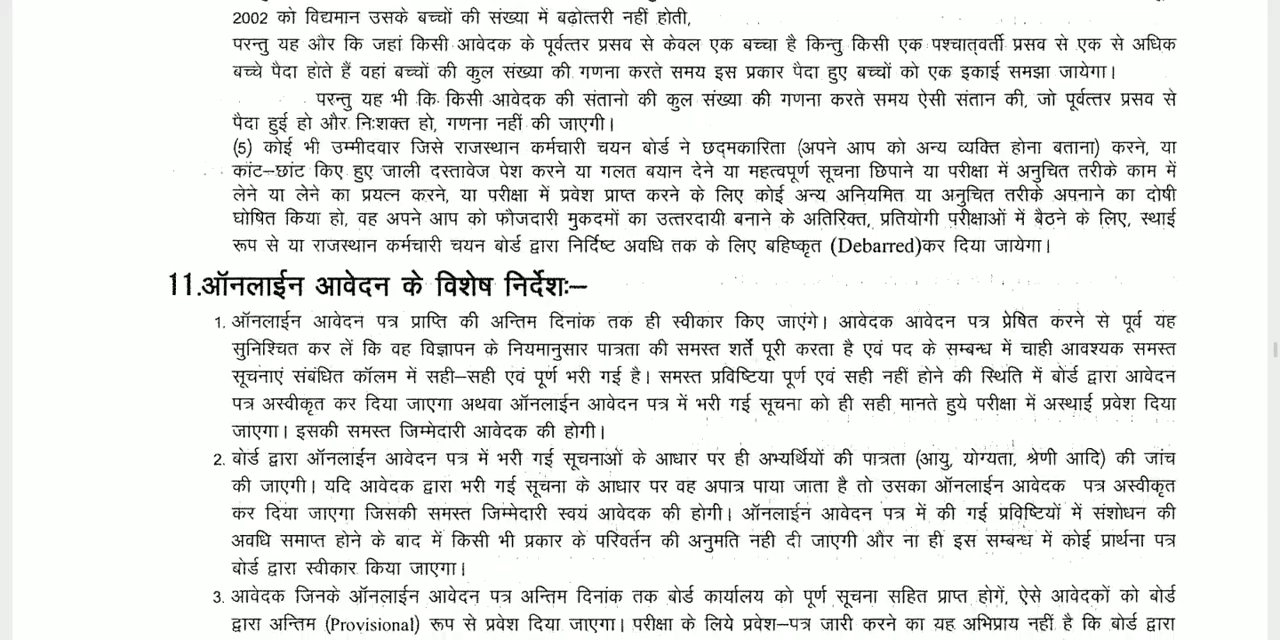 2002 को विद्यमान उसके बच्चों की संख्या में बढ़ोत्तरी नहीं होती,
परन्तु यह और कि जहां किसी आवेदक के पूर्वत्तर प्रसव से केवल एक बच्चा है किन्तु किसी एक पश्चात्वर्ती प्रसव से एक से अधिक
बच्चे पैदा होते हैं वहां बच्चों की कुल संख्या की गणना करते समय इस प्रकार पैदा हुए बच्चों को एक इकाई समझा जायेगा।
परन्तु यह भी कि किसी आवेदक की संतानो की कुल संख्या की गणना करते समय ऐसी संतान की, जो पूर्वत्तर प्रसव से
पैदा हुई हो और निःशक्त हो, गणना नहीं की जाएगी।
(5) कोई भी उम्मीदवार जिसे राजस्थान कर्मचारी चयन बोर्ड ने छद्मकारिता (अपने आप को अन्य व्यक्ति होना बताना) करने, या
कांट–छांट किए हुए जाली दस्तावेज पेश करने या गलत बयान देने या महत्वपूर्ण सूचना छिपाने या परीक्षा में अनुचित तरीके काम में
लेने या लेने का प्रयत्न करने, या परीक्षा में प्रवेश प्राप्त करने के लिए कोई अन्य अनियमित या अनुचित तरीके अपनाने का दोषी
घोषित किया हो, वह अपने आप को फौजदारी मुकदमों का उत्तरदायी बनाने के अतिरिक्त, प्रतियोगी परीक्षाओं में बैठने के लिए, स्थाई
रूप से या राजस्थान कर्मचारी चयन बोर्ड द्वारा निर्दिष्ट अवधि तक के लिए बहिष्कृत (Debarred)कर दिया जायेगा।
11.ऑनलाईन आवेदन के विशेष निर्देशः–
1. ऑनलाईन आवेदन पत्र प्राप्ति की अन्तिम दिनांक तक ही स्वीकार किए जाएंगे। आवेदक आवेदन पत्र प्रेषित करने से पूर्व यह
सुनिश्चित कर लें कि वह विज्ञापन के नियमानुसार पात्रता की समस्त शर्तें पूरी करता है एवं पद के सम्बन्ध में चाही आवश्यक समस्त
सूचनाएं संबंधित कॉलम में सही–सही एवं पूर्ण भरी गई है। समस्त प्रविष्टिया पूर्ण एवं सही नहीं होने की स्थिति में बोर्ड द्वारा आवेदन
पत्र अस्वीकृत कर दिया जाएगा अथवा ऑनलाईन आवेदन पत्र में भरी गई सूचना को ही सही मानते हुये परीक्षा में अस्थाई प्रवेश दिया
जाएगा। इसकी समस्त जिम्मेदारी आवेदक की होगी।
2. बोर्ड द्वारा ऑनलाईन आवेदन पत्र में भरी गई सूचनाओं के आधार पर ही अभ्यर्थियों की पात्रता (आयु, योग्यता, श्रेणी आदि) की जांच
की जाएगी। यदि आवेदक द्वारा भरी गई सूचना के आधार पर वह अपात्र पाया जाता है तो उसका ऑनलाईन आवेदक पत्र अस्वीकृत
कर दिया जाएगा जिसकी समस्त जिम्मेदारी स्वयं आवेदक की होगी। ऑनलाईन आवेदन पत्र में की गई प्रविष्टियों में संशोधन की
अवधि समाप्त होने के बाद में किसी भी प्रकार के परिवर्तन की अनुमति नही दी जाएगी और ना ही इस सम्बन्ध में कोई प्रार्थना पत्र
बोर्ड द्वारा स्वीकार किया जाएगा।
3. आवेदक जिनके ऑनलाईन आवेदन पत्र अन्तिम दिनांक तक बोर्ड कार्यालय को पूर्ण सूचना सहित प्राप्त होगें, ऐसे आवेदकों को बोर्ड
द्वारा अन्तिम (Provisional) रूप से प्रवेश दिया जाएगा। परीक्षा के लिये प्रवेश–पत्र जारी करने का यह अभिप्राय नहीं है कि बोर्ड द्वारा